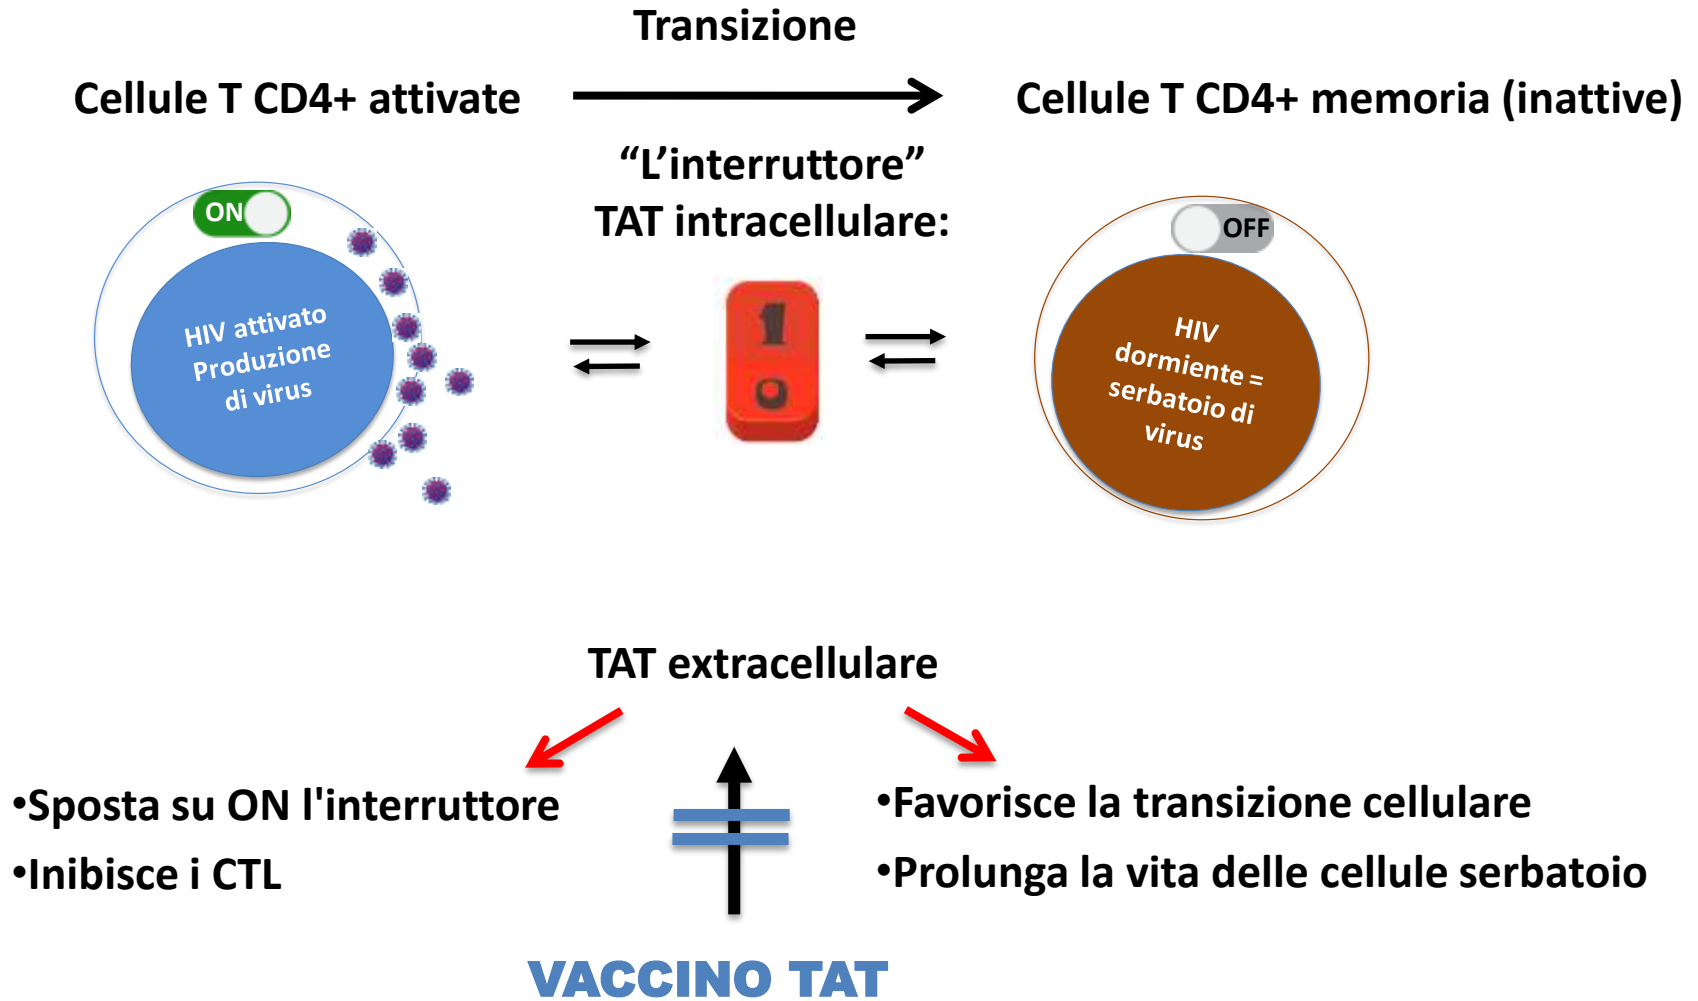 Transizione
Cellule T CD4+ attivate
Cellule T CD4+ memoria (inattive)
“L’interruttore”
TAT intracellulare:
ON
HIV attivato
Produzione
di virus
1
0
OFF
HIV
dormiente =
serbatoio di
virus
TAT extracellulare
•Sposta su ON l'interruttore
•Inibisce i CTL
•Favorisce la transizione cellulare
•Prolunga la vita delle cellule serbatoio
VACCINO TAT